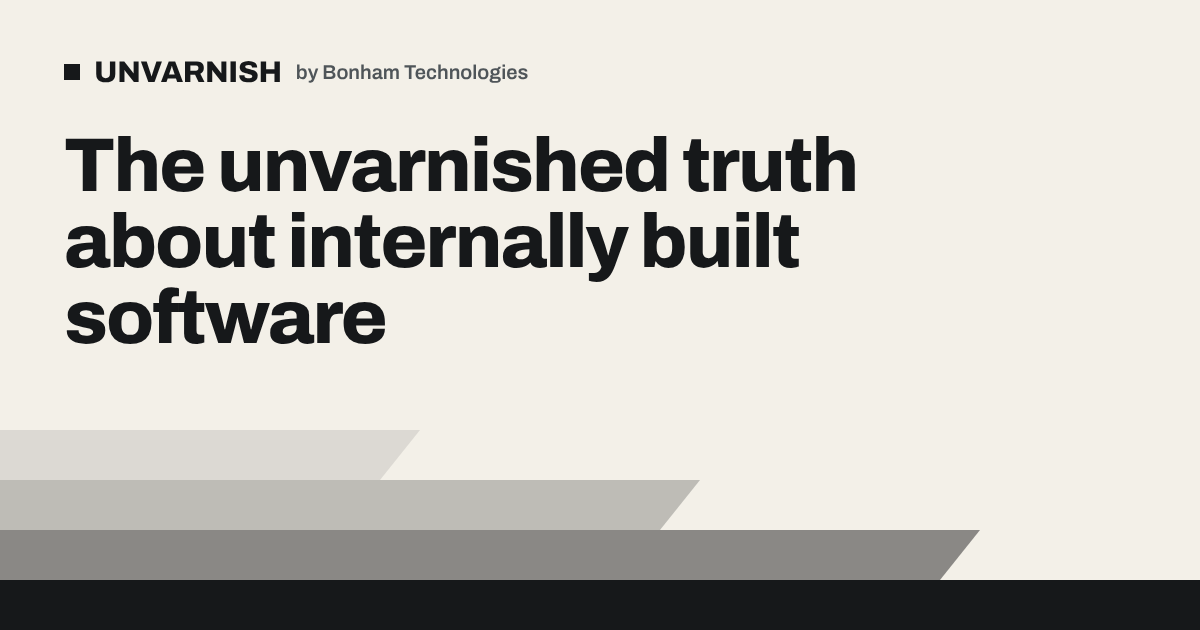 UNVARNISH by Bonham Technologies
The unvarnished truth
about internally built
software